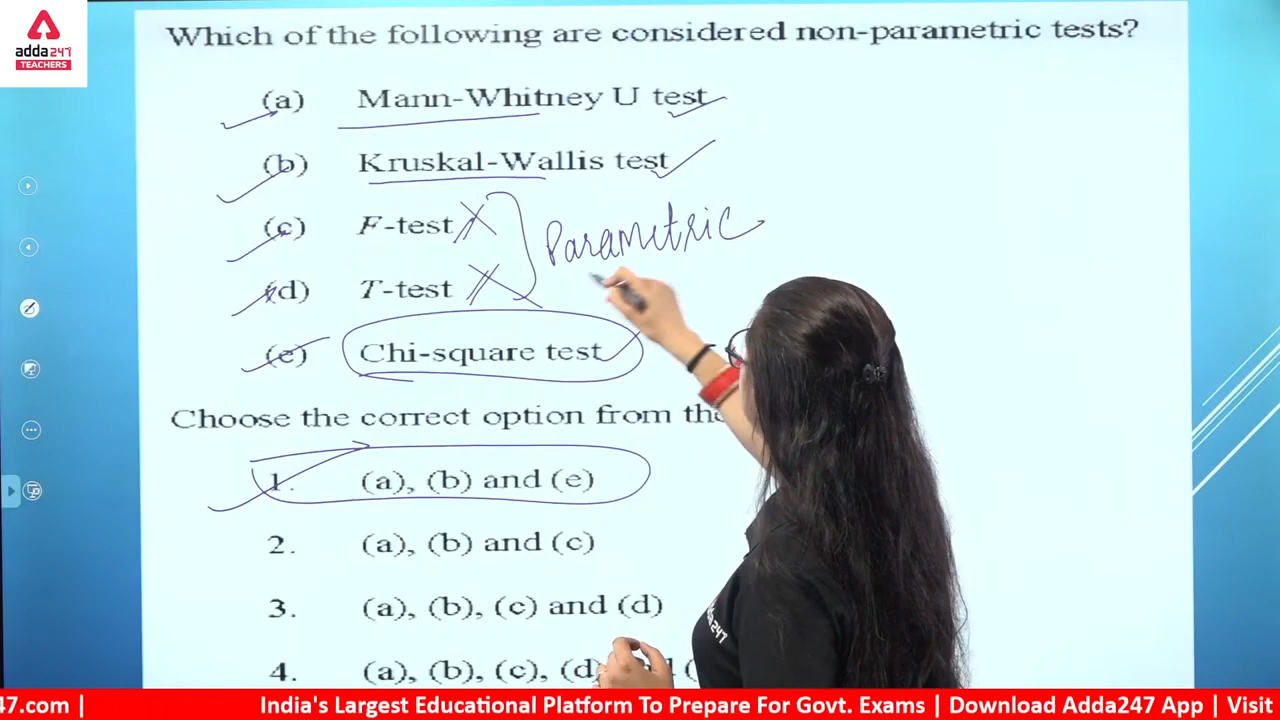 adda247
TEACHERS
Which of the following are considered non-parametric tests?
(a) Mann-Whitney U test
(b) Kruskal-Wallis test
(c) F-test
(d) T-test
Parametric
(e) Chi-square test
Choose the correct option from the
1. (a), (b) and (e)
2. (a), (b) and (c)
3. (a), (b), (c) and (d)
4. (a), (b), (c), (d)
47.com | India's Largest Educational Platform To Prepare For Govt. Exams | Download Adda247 App | Visit